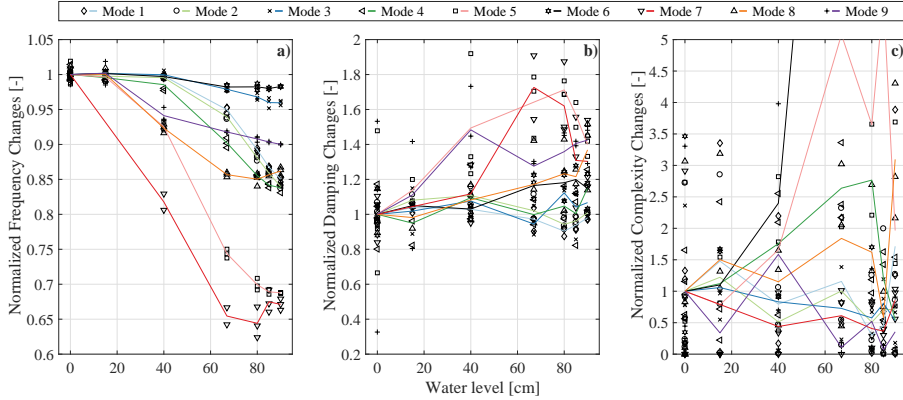 Mode 1 Mode 2 Mode 3 Mode 4 Mode 5 Mode 6 Mode 7 Mode 8 Mode 9
a)
Normalized Frequency Changes [-]
1.05
1
0.95
0.9
0.85
0.8
0.75
0.7
0.65
0.6
0 20 40 60 80
b)
Normalized Damping Changes [-]
2
1.8
1.6
1.4
1.2
1
0.8
0.6
0.4
0.2
0 20 40 60 80
Water level [cm]
c)
Normalized Complexity Changes [-]
5
4.5
4
3.5
3
2.5
2
1.5
1
0.5
0
0 20 40 60 80